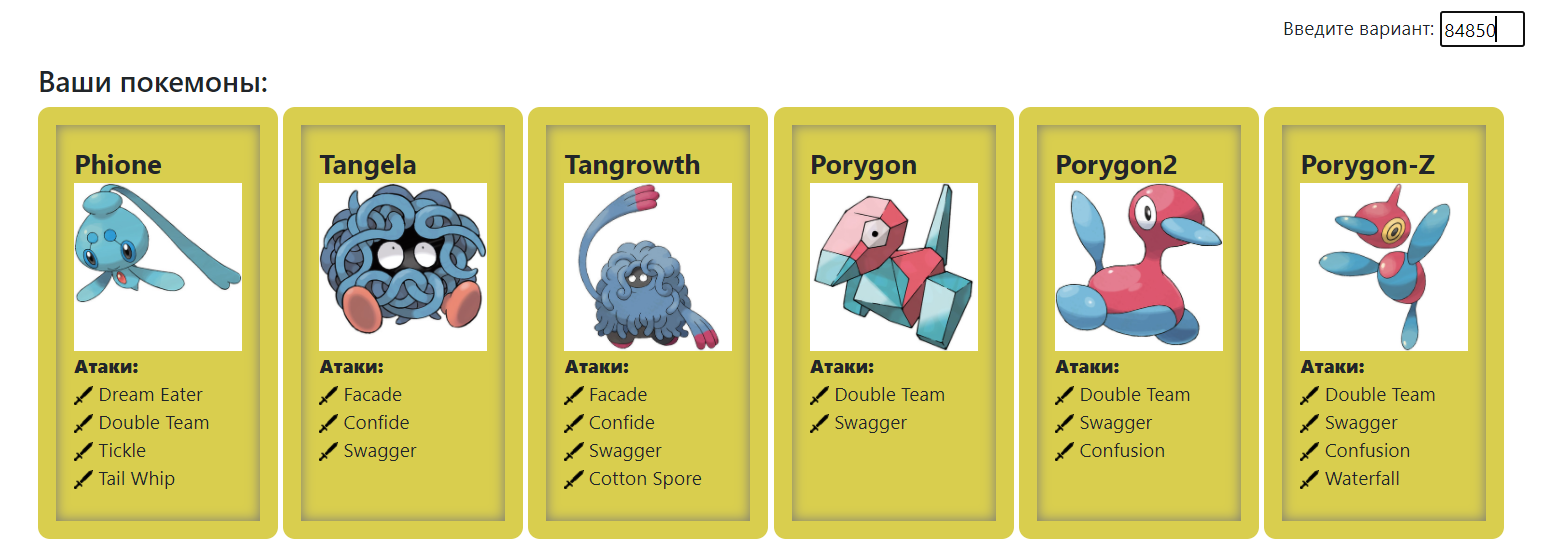 Введите вариант: 84850
Ваши покемоны:
Phione
Атаки:
Dream Eater
Double Team
Tickle
Tail Whip
Tangela
Атаки:
Facade
Confide
Swagger
Tangrowth
Атаки:
Facade
Confide
Swagger
Cotton Spore
Porygon
Атаки:
Double Team
Swagger
Porygon2
Атаки:
Double Team
Swagger
Confusion
Porygon-Z
Атаки:
Double Team
Swagger
Confusion
Waterfall